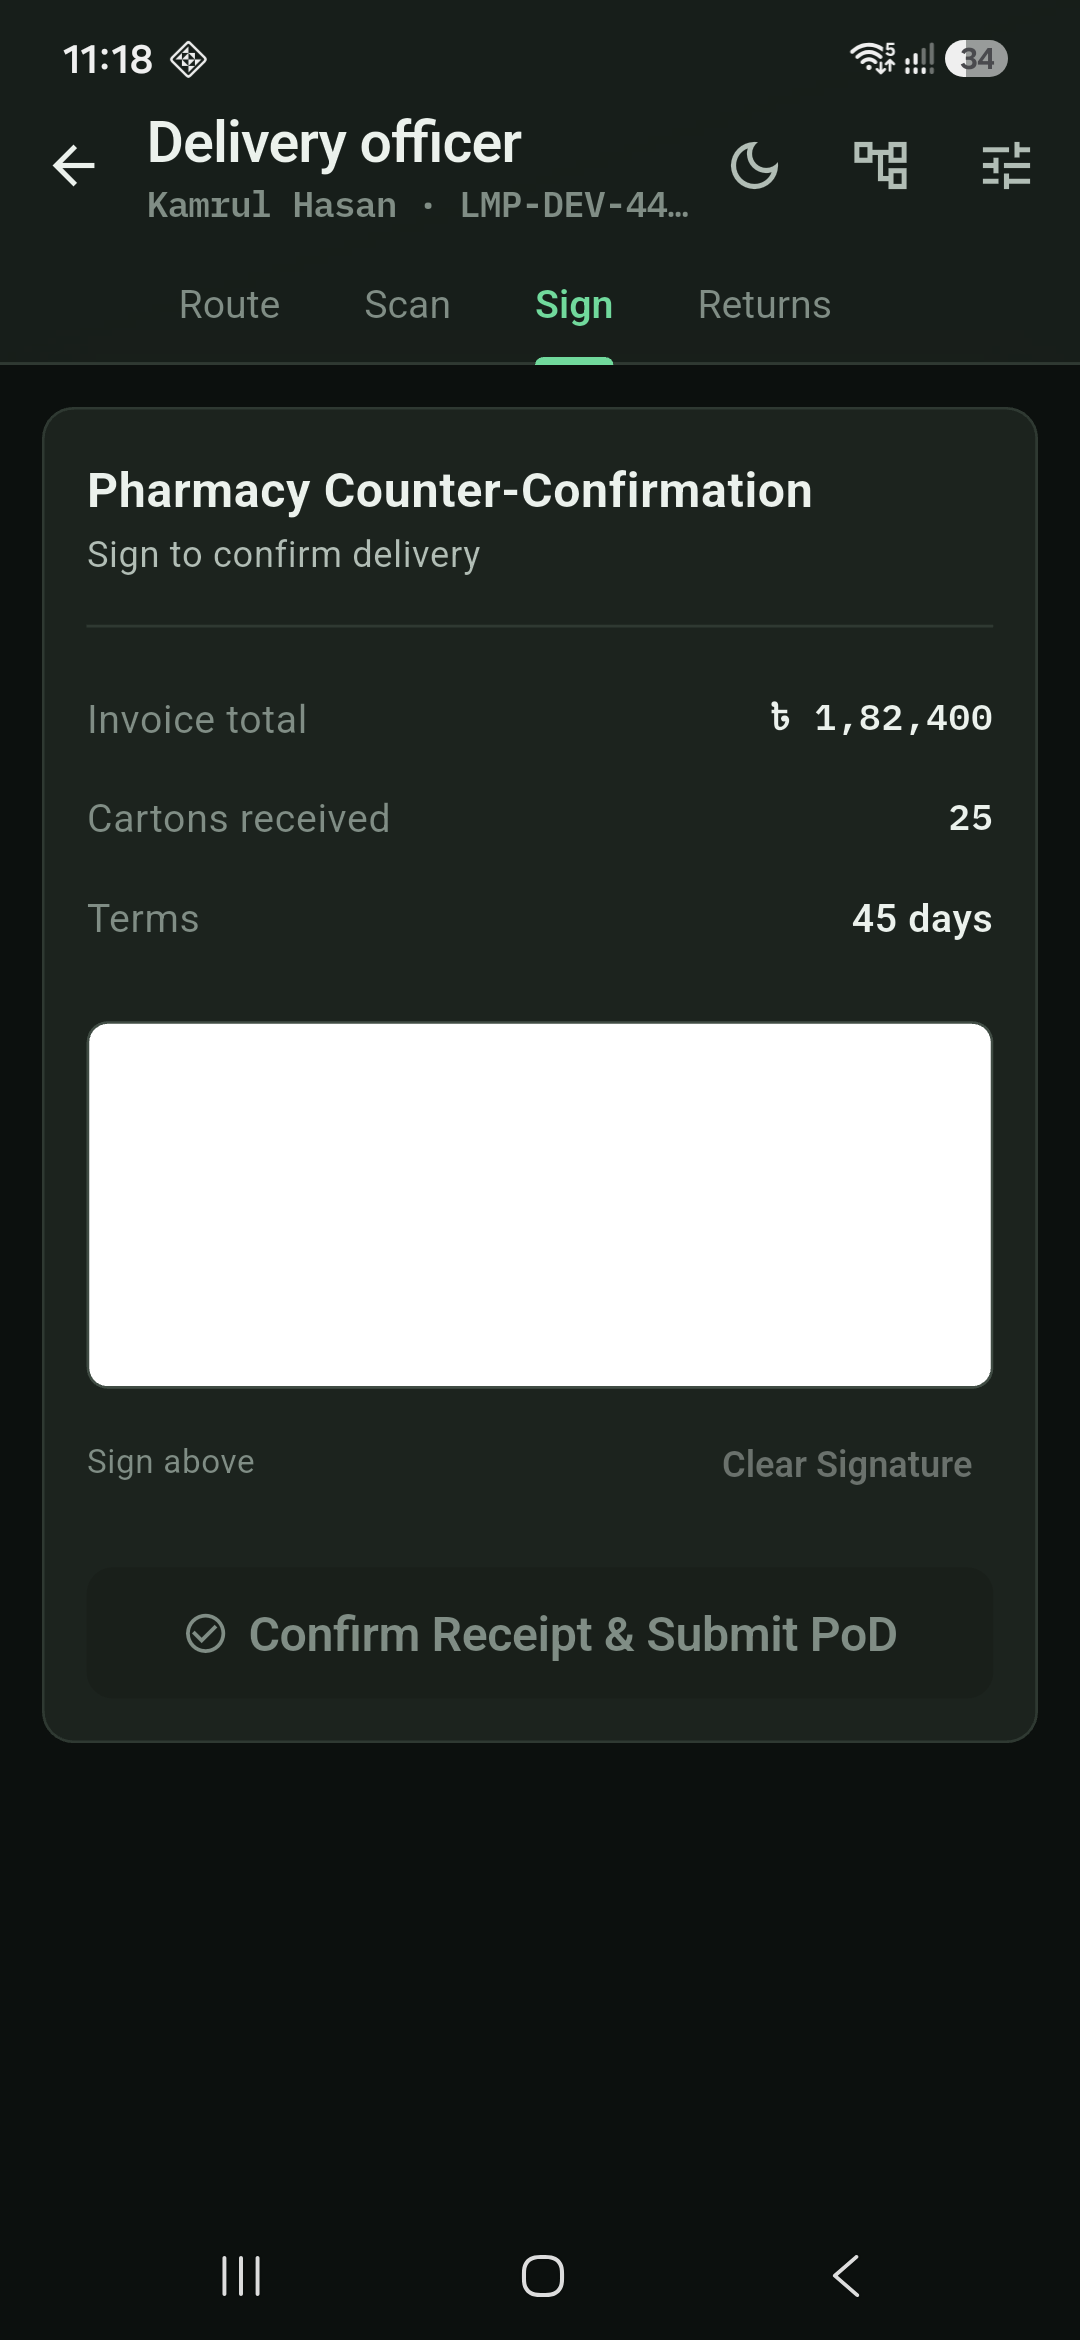 11:18
5
34
Delivery officer
Kamrul Hasan · LMP-DEV-44…
Route Scan Sign Returns
Pharmacy Counter-Confirmation
Sign to confirm delivery
Invoice total ৳ 1,82,400
Cartons received 25
Terms 45 days
Sign above Clear Signature
Confirm Receipt & Submit PoD